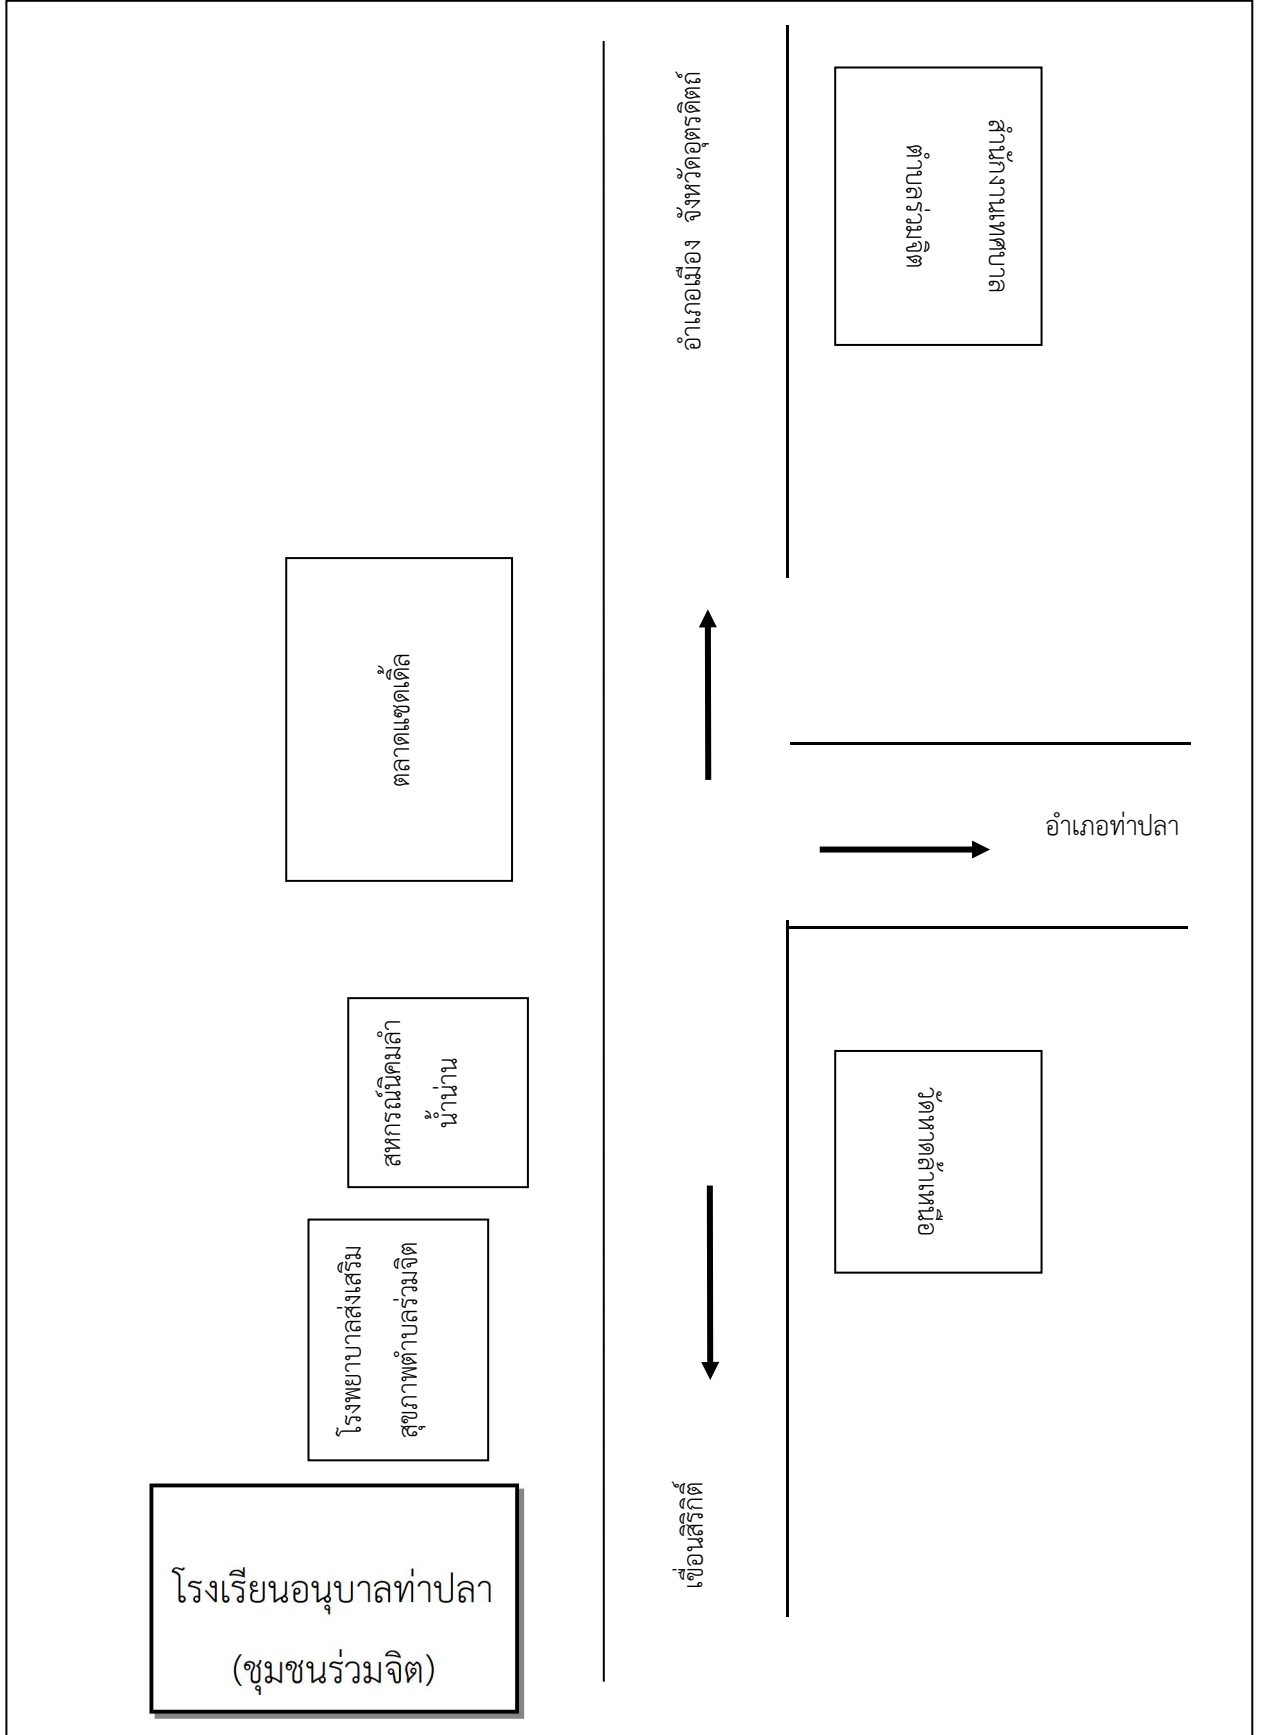 อำเภอเมือง จังหวัดอุตรดิตถ์
สำนักงานเทศบาล
ตำบลร่วมจิต
ตลาดแซดเดิ้ล
อำเภอท่าปลา
สหกรณ์นิคมลำ
น้ำน่าน
วัดหาดล้าเหนือ
โรงพยาบาลส่งเสริม
สุขภาพตำบลร่วมจิต
เขื่อนสิริกิติ์
โรงเรียนอนุบาลท่าปลา
(ชุมชนร่วมจิต)